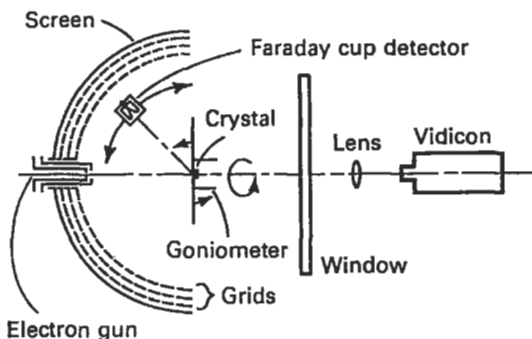 Screen
Faraday cup detector
Crystal
Lens
Vidicon
Goniometer
Window
Grids
Electron gun